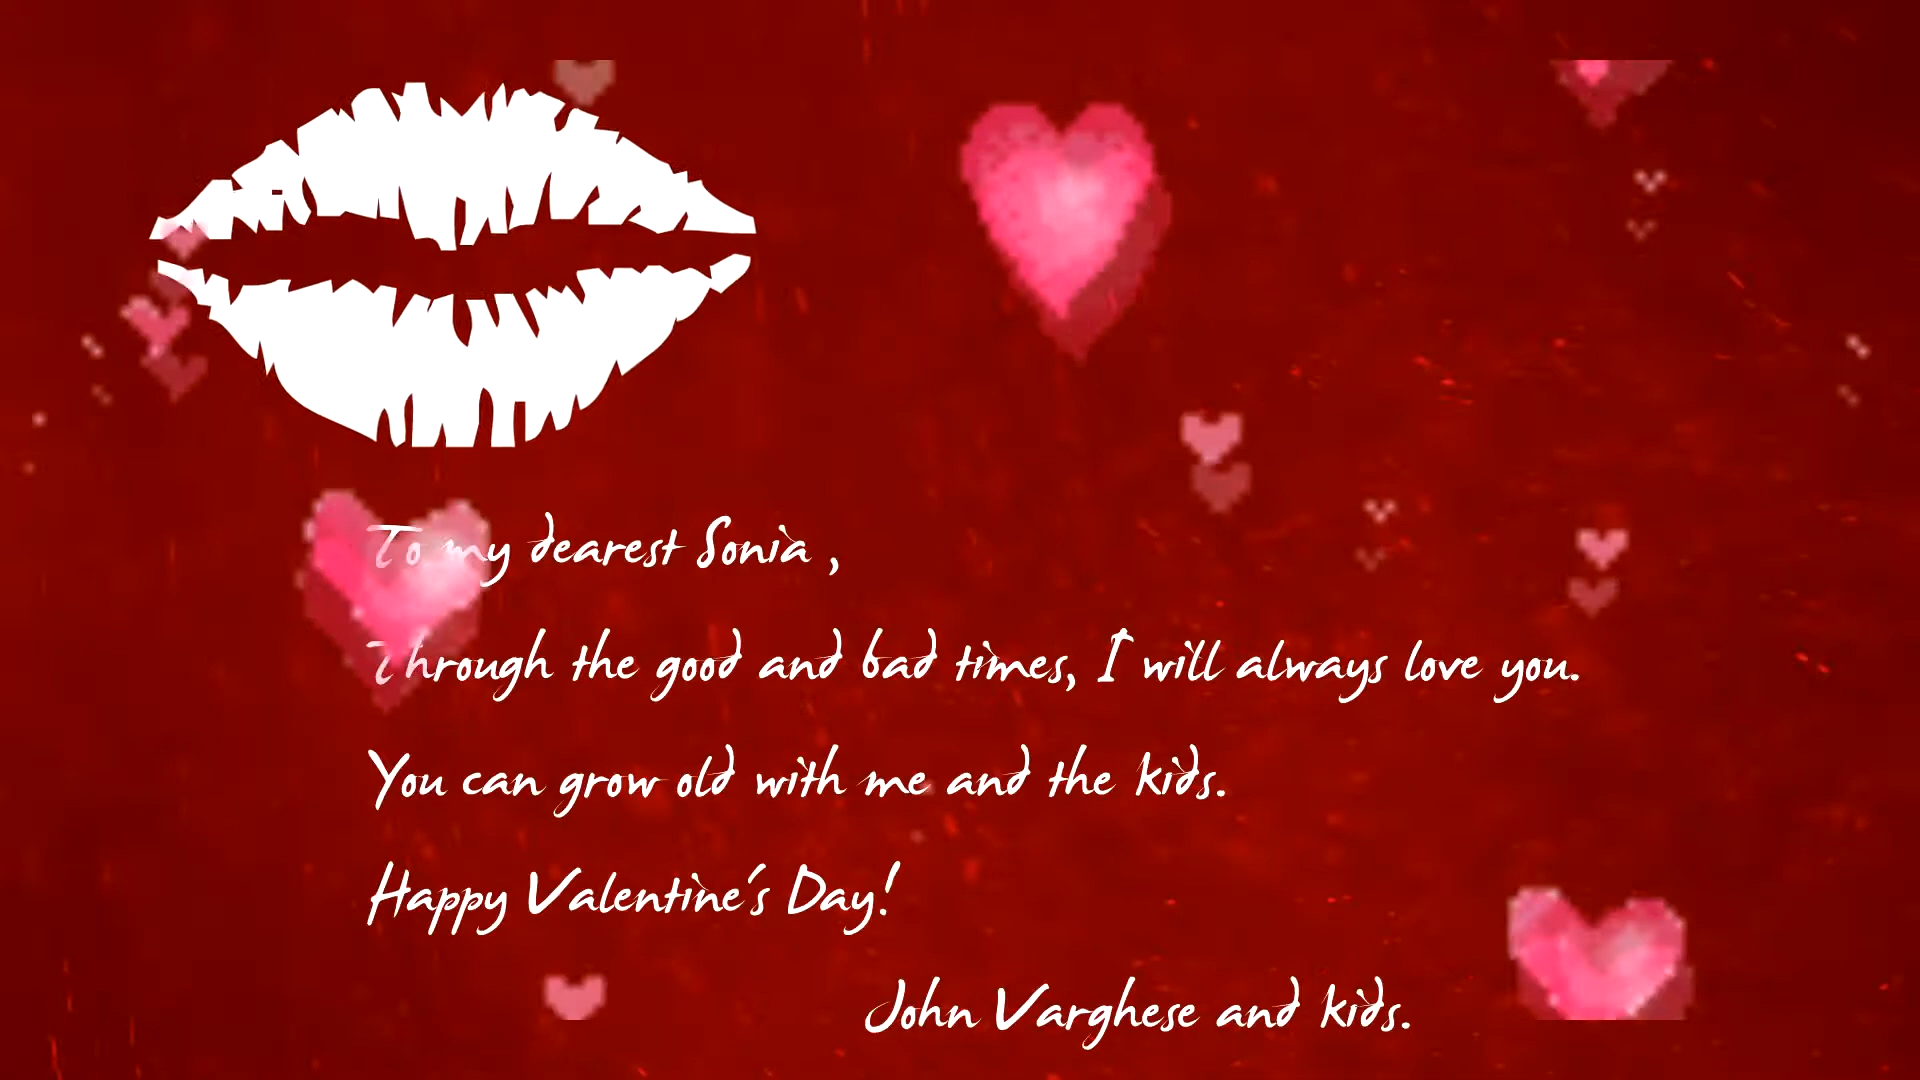 To my dearest Sonia ,
Through the good and bad times, I will always love you.
You can grow old with me and the kids.
Happy Valentine's Day!
John Varghese and kids.